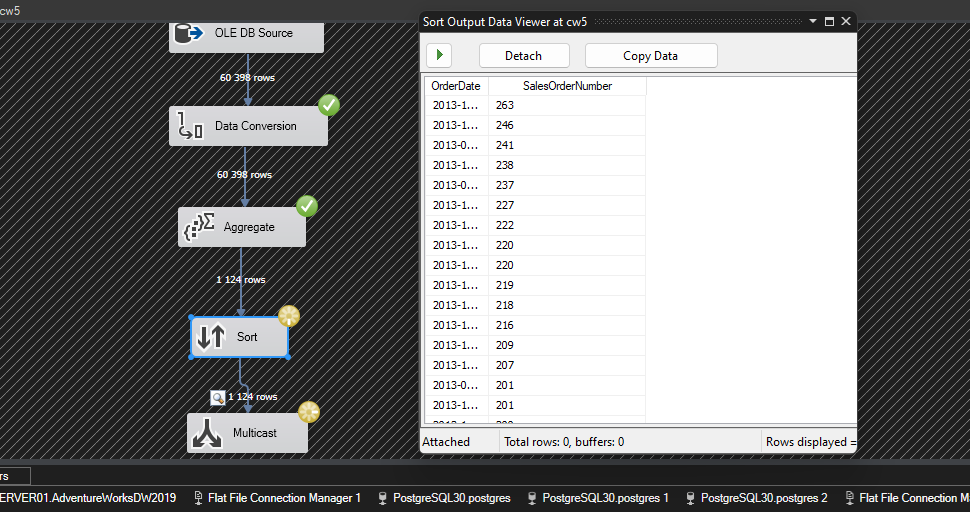 cw5
OLE DB Source
60 398 rows
Data Conversion
60 398 rows
Aggregate
1 124 rows
Sort
1 124 rows
Multicast
Sort Output Data Viewer at cw5
Detach
Copy Data
OrderDate SalesOrderNumber
2013-1... 263
2013-1... 246
2013-0... 241
2013-1... 238
2013-0... 237
2013-1... 227
2013-1... 222
2013-1... 220
2013-1... 220
2013-1... 219
2013-1... 218
2013-1... 216
2013-1... 209
2013-1... 207
2013-0... 201
2013-1... 201
Attached Total rows: 0, buffers: 0 Rows displayed =
rs
ERVER01.AdventureWorksDW2019 Flat File Connection Manager 1 PostgreSQL30.postgres PostgreSQL30.postgres 1 PostgreSQL30.postgres 2 Flat File Connection M